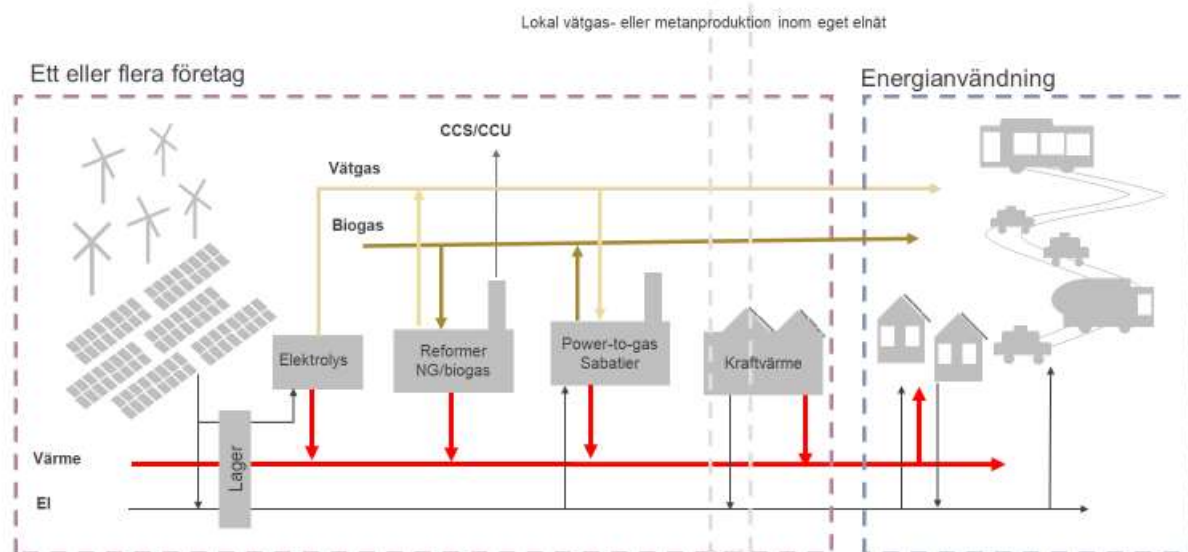 Lokal vätgas- eller metanproduktion inom eget elnät
Ett eller flera företag
Energianvändning
CCS/CCU
Vätgas
Biogas
Elektrolys
Reformer
NG/biogas
Power-to-gas
Sabatier
Kraftvärme
Värme
Lager
El